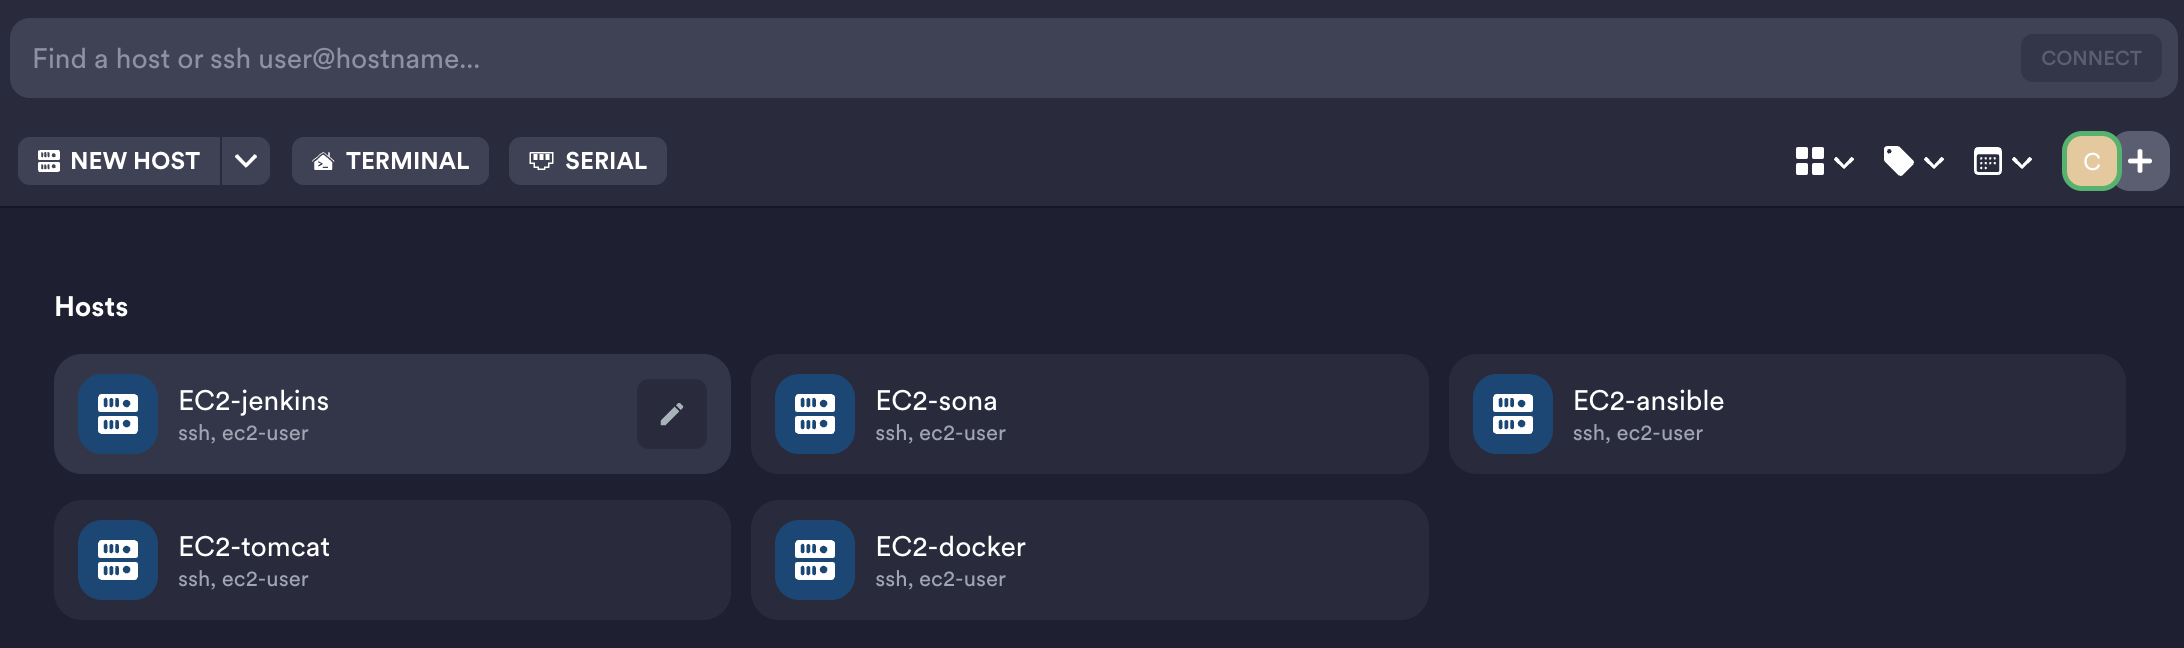 Find a host or ssh user@hostname...
CONNECT
NEW HOST
TERMINAL
SERIAL
C
Hosts
EC2-jenkins
ssh, ec2-user
EC2-sona
ssh, ec2-user
EC2-ansible
ssh, ec2-user
EC2-tomcat
ssh, ec2-user
EC2-docker
ssh, ec2-user